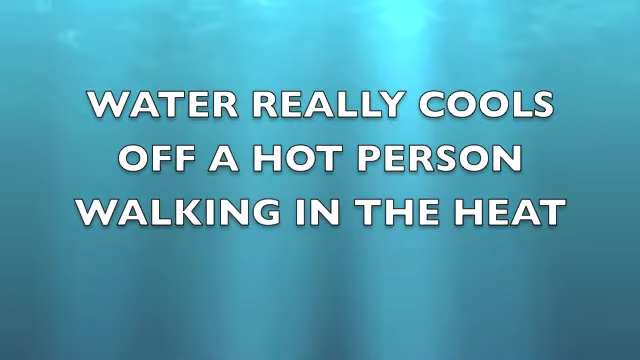 WATER REALLY COOLS
OFF A HOT PERSON
WALKING IN THE HEAT